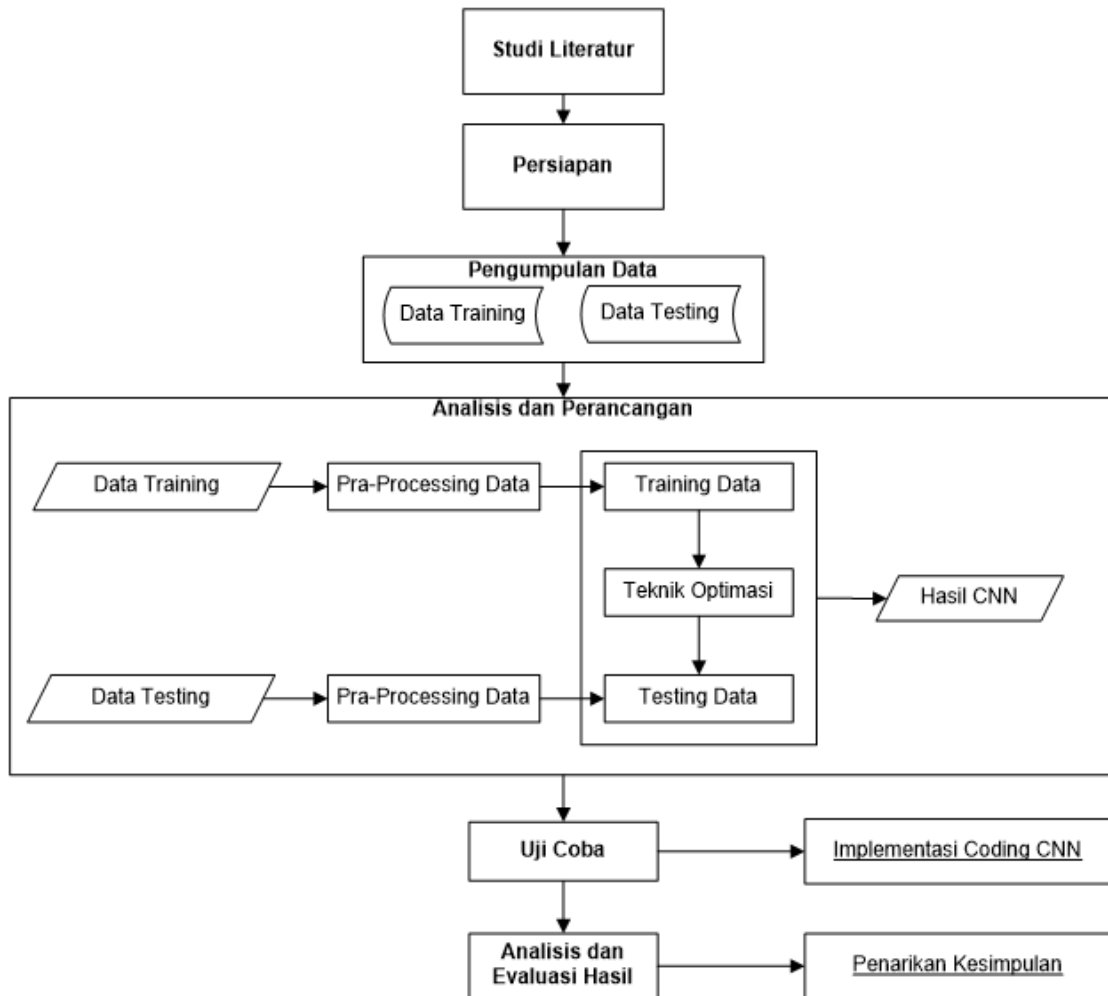 Studi Literatur
Persiapan
Pengumpulan Data
Data Training
Data Testing
Analisis dan Perancangan
Data Training
Pra-Processing Data
Training Data
Teknik Optimasi
Hasil CNN
Data Testing
Pra-Processing Data
Testing Data
Uji Coba
Implementasi Coding CNN
Analisis dan
Evaluasi Hasil
Penarikan Kesimpulan